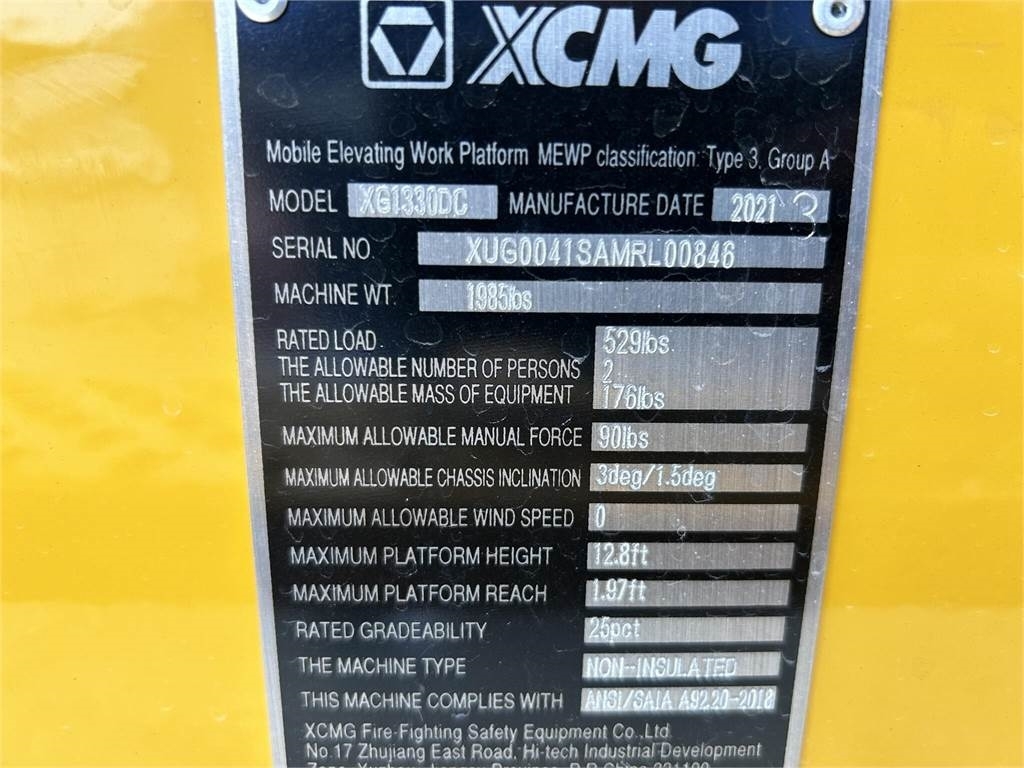 XCMG
Mobile Elevating Work Platform MEWP classification: Type 3, Group A
MODEL XG1330DC MANUFACTURE DATE 2021 3
SERIAL NO. XUG0041SAMRL00846
MACHINE WT. 1985lbs
RATED LOAD 529lbs
THE ALLOWABLE NUMBER OF PERSONS 2
THE ALLOWABLE MASS OF EQUIPMENT 176lbs
MAXIMUM ALLOWABLE MANUAL FORCE 90lbs
MAXIMUM ALLOWABLE CHASSIS INCLINATION 3deg/1.5deg
MAXIMUM ALLOWABLE WIND SPEED 0
MAXIMUM PLATFORM HEIGHT 12.8ft
MAXIMUM PLATFORM REACH 1.97ft
RATED GRADEABILITY 25pct
THE MACHINE TYPE NON-INSULATED
THIS MACHINE COMPLIES WITH ANSI/SAIA A92.20-2018
XCMG Fire-Fighting Safety Equipment Co.,Ltd.
No.17 Zhujiang East Road, Hi-tech Industrial Development